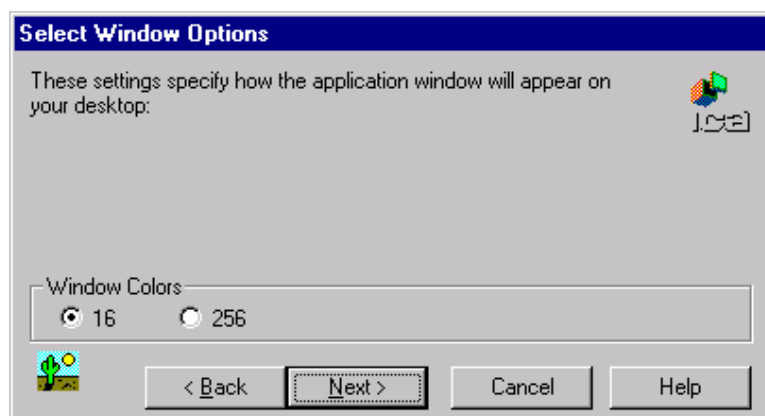 Select Window Options
These settings specify how the application window will appear on
your desktop:
Window Colors
16 256
< Back Next > Cancel Help